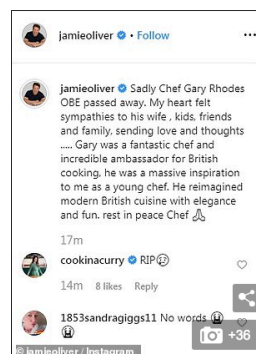 jamieoliver • Follow
jamieoliver Sadly Chef Gary Rhodes
OBE passed away. My heart felt
sympathies to his wife , kids, friends
and family, sending love and thoughts
..... Gary was a fantastic chef and
incredible ambassador for British
cooking, he was a massive inspiration
to me as a young chef. He reimagined
modern British cuisine with elegance
and fun. rest in peace Chef 🙏
17m
cookinacurry RIP
14m 8 likes Reply
1853sandragiggs11 No words
+36
© jamieoliver / Instagram